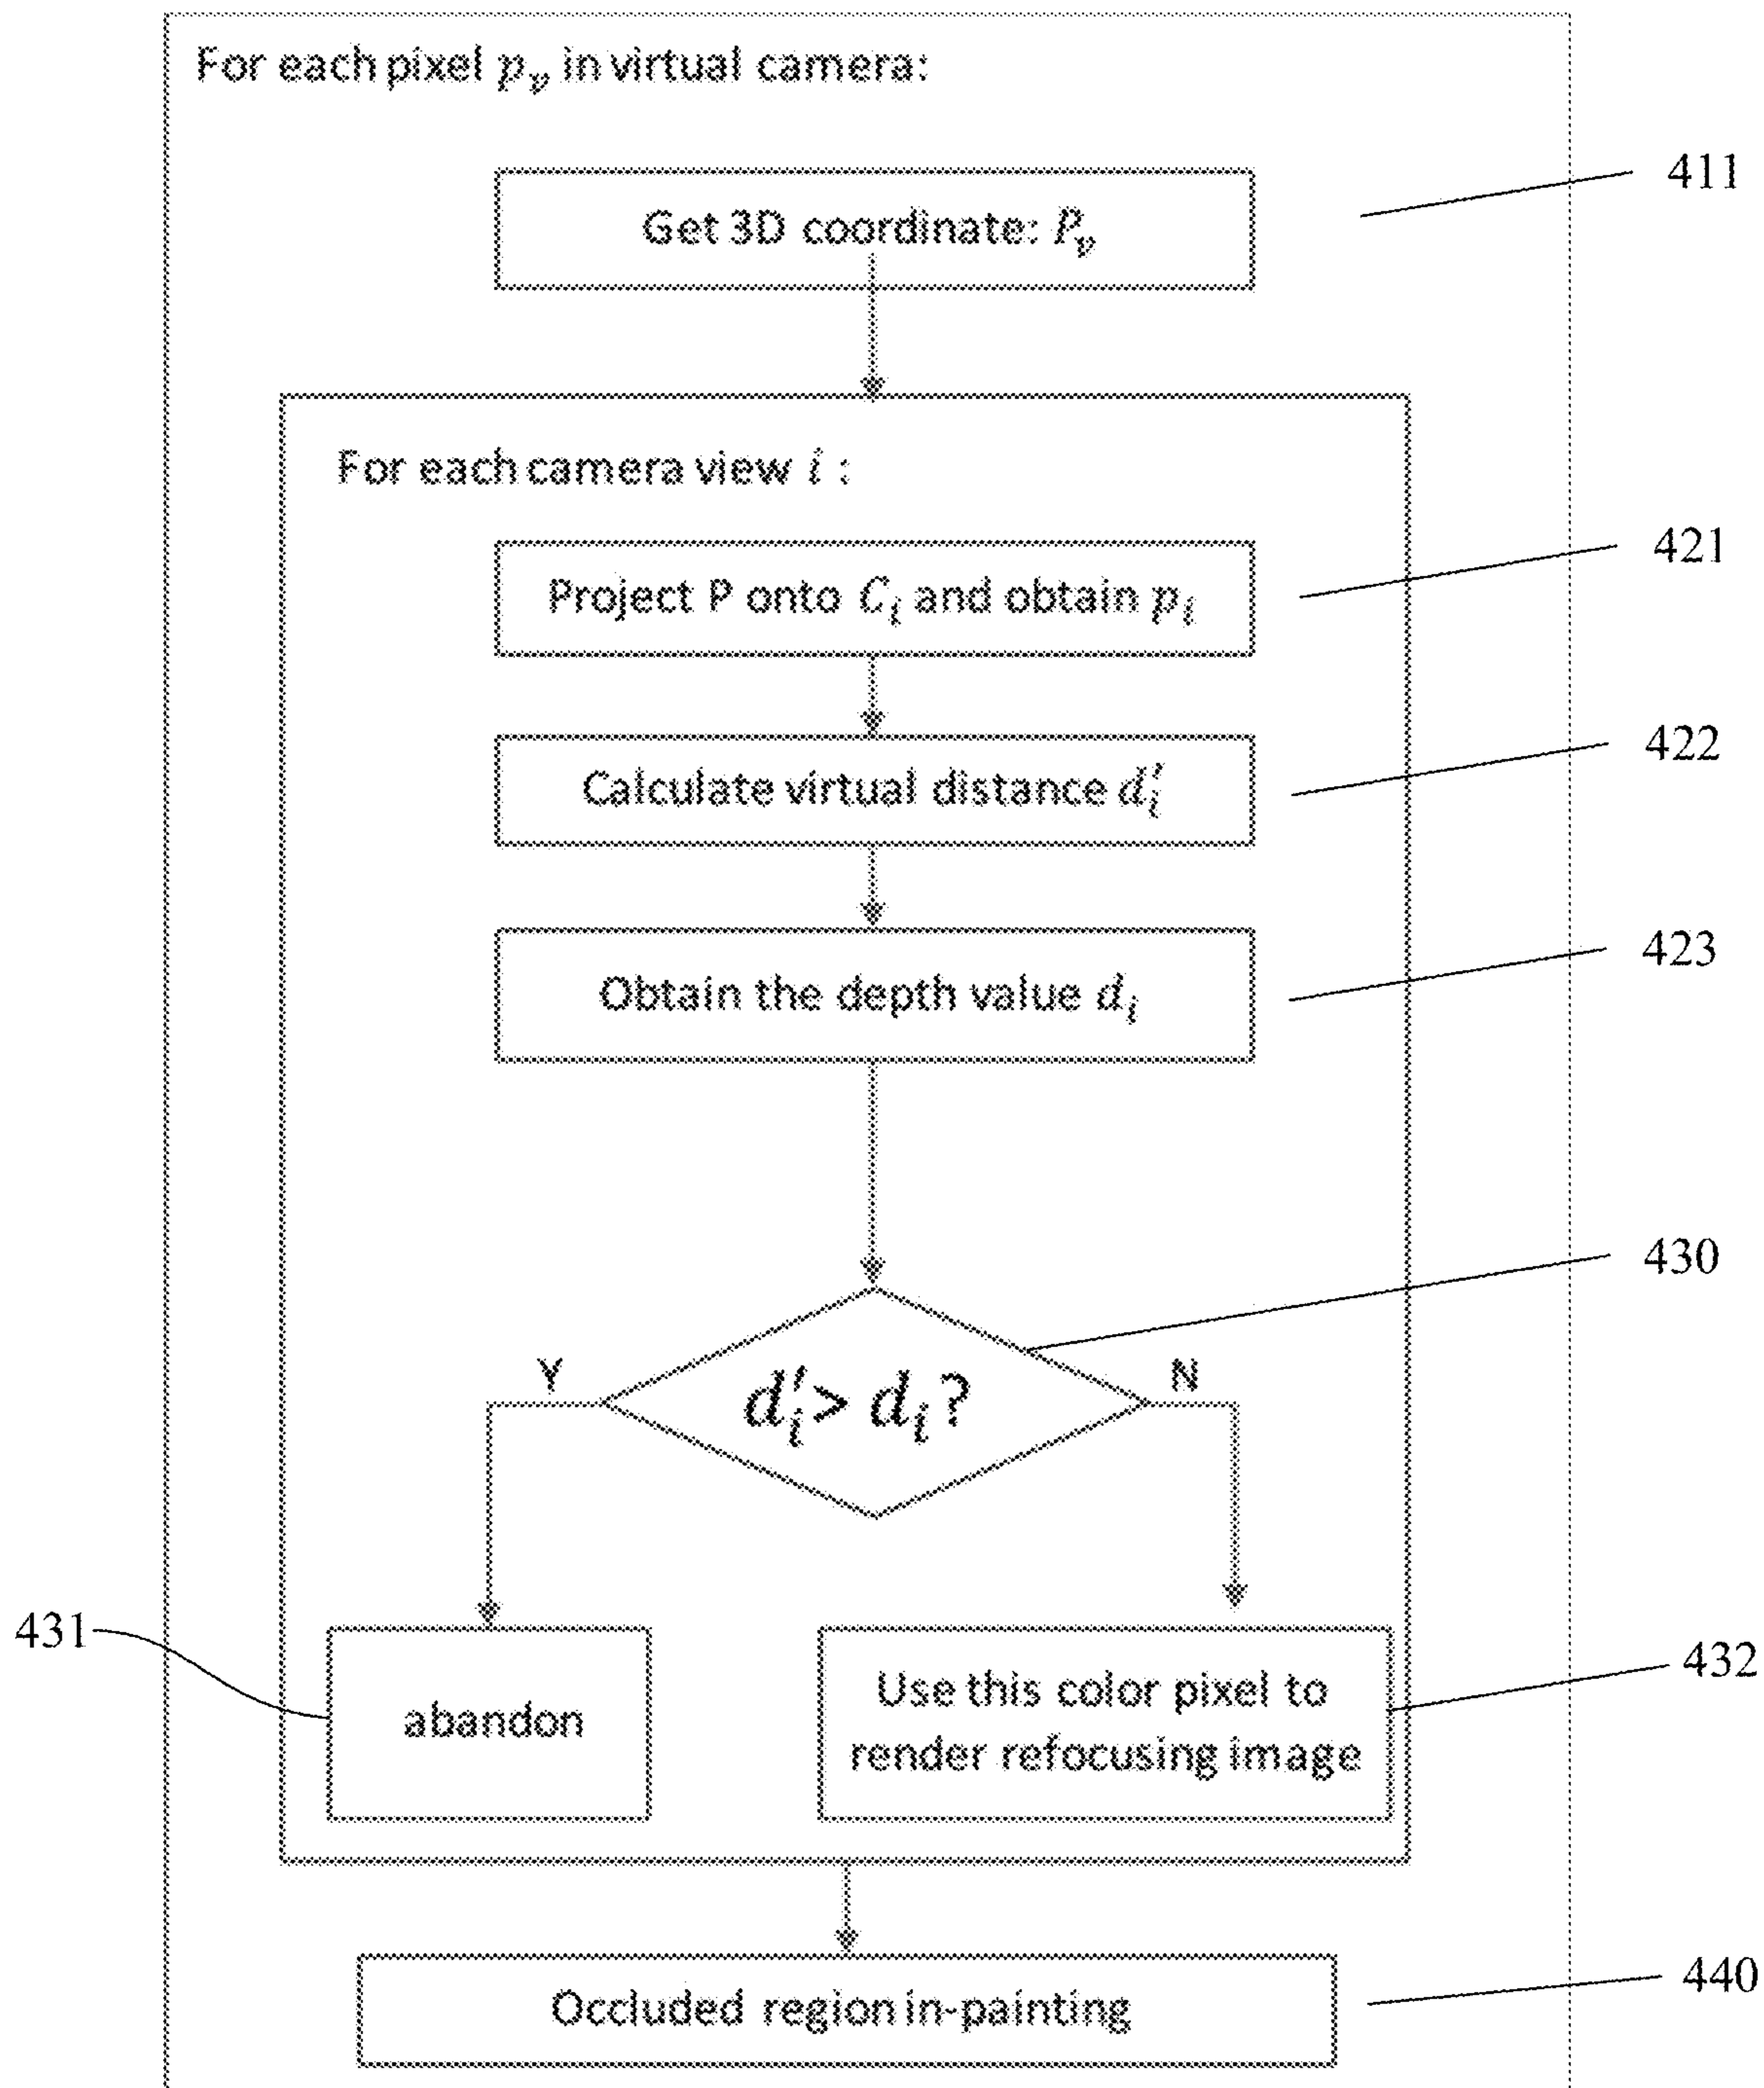 For each pixel pᵥ in virtual camera:
411
Get 3D coordinate: Pᵥ
For each camera view i :
421
Project P onto Cᵢ and obtain pᵢ
422
Calculate virtual distance d′ᵢ
423
Obtain the depth value dᵢ
430
Y
N
d′ᵢ> dᵢ?
431
abandon
432
Use this color pixel to
render refocusing image
440
Occluded region in-painting